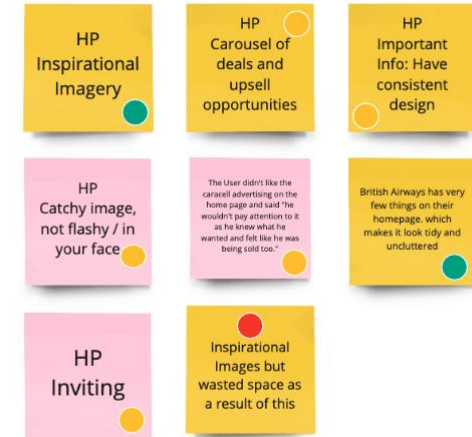 HP
Inspirational
Imagery
HP
Carousel of
deals and
upsell
opportunities
HP
Important
Info: Have
consistent
design
HP
Catchy image,
not flashy / in
your face
The User didn't like the
caracell advertising on the
home page and said "he
wouldn't pay attention to it
as he knew what he
wanted and felt like he was
being sold too."
British Airways has very
few things on their
homepage. which
makes it look tidy and
uncluttered
HP
Inviting
Inspirational
Images but
wasted space as
a result of this